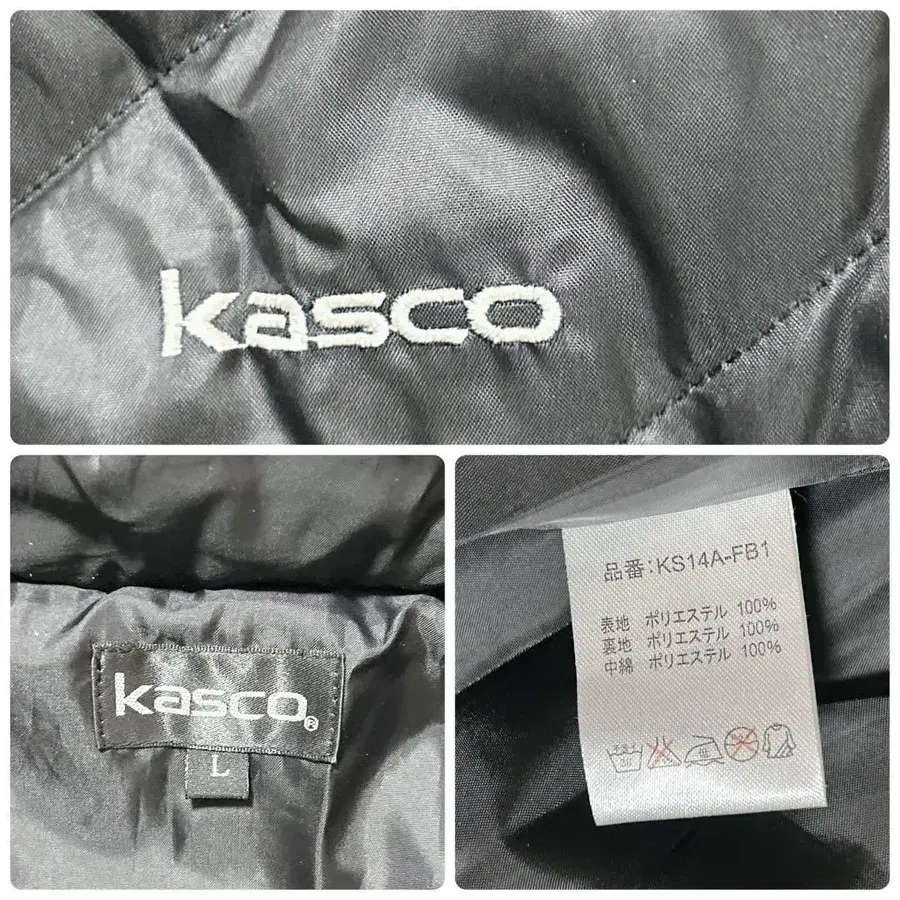 kasco
kasco®
L
品番:KS14A-FB1
表地 ポリエステル 100%
裏地 ポリエステル 100%
中綿 ポリエステル 100%